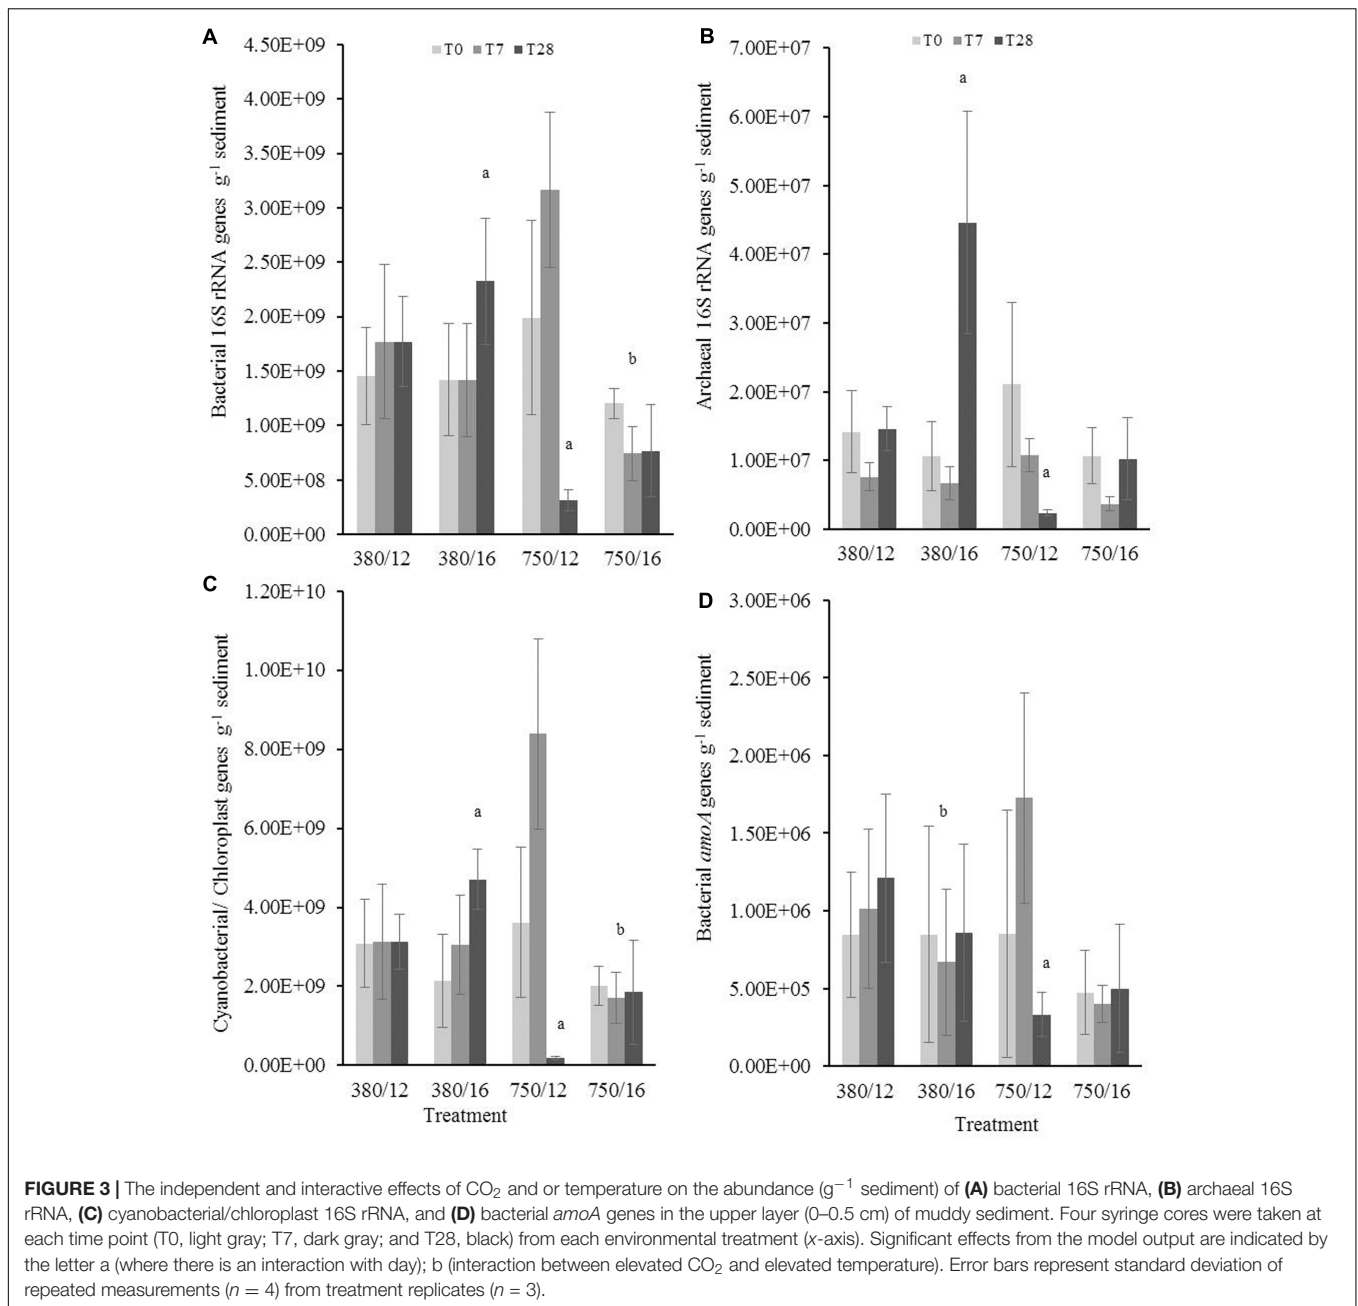 A
T0 T7 T28
4.50E+09
4.00E+09
3.50E+09
3.00E+09
2.50E+09
2.00E+09
1.50E+09
1.00E+09
5.00E+08
0.00E+00
Bacterial 16S rRNA genes g-1 sediment
a
a
b
380/12 380/16 750/12 750/16
B
T0 T7 T28
7.00E+07
6.00E+07
5.00E+07
4.00E+07
3.00E+07
2.00E+07
1.00E+07
0.00E+00
Archaeal 16S rRNA genes g-1 sediment
a
a
380/12 380/16 750/12 750/16
C
1.20E+10
1.00E+10
8.00E+09
6.00E+09
4.00E+09
2.00E+09
0.00E+00
Cyanobacterial/ Chloroplast genes g-1 sediment
a
a
b
380/12 380/16 750/12 750/16
Treatment
D
3.00E+06
2.50E+06
2.00E+06
1.50E+06
1.00E+06
5.00E+05
0.00E+00
Bacterial amoA genes g-1 sediment
b
a
380/12 380/16 750/12 750/16
Treatment
FIGURE 3 | The independent and interactive effects of CO2 and or temperature on the abundance (g−1 sediment) of (A) bacterial 16S rRNA, (B) archaeal 16S
rRNA, (C) cyanobacterial/chloroplast 16S rRNA, and (D) bacterial amoA genes in the upper layer (0–0.5 cm) of muddy sediment. Four syringe cores were taken at
each time point (T0, light gray; T7, dark gray; and T28, black) from each environmental treatment (x-axis). Significant effects from the model output are indicated by
the letter a (where there is an interaction with day); b (interaction between elevated CO2 and elevated temperature). Error bars represent standard deviation of
repeated measurements (n = 4) from treatment replicates (n = 3).